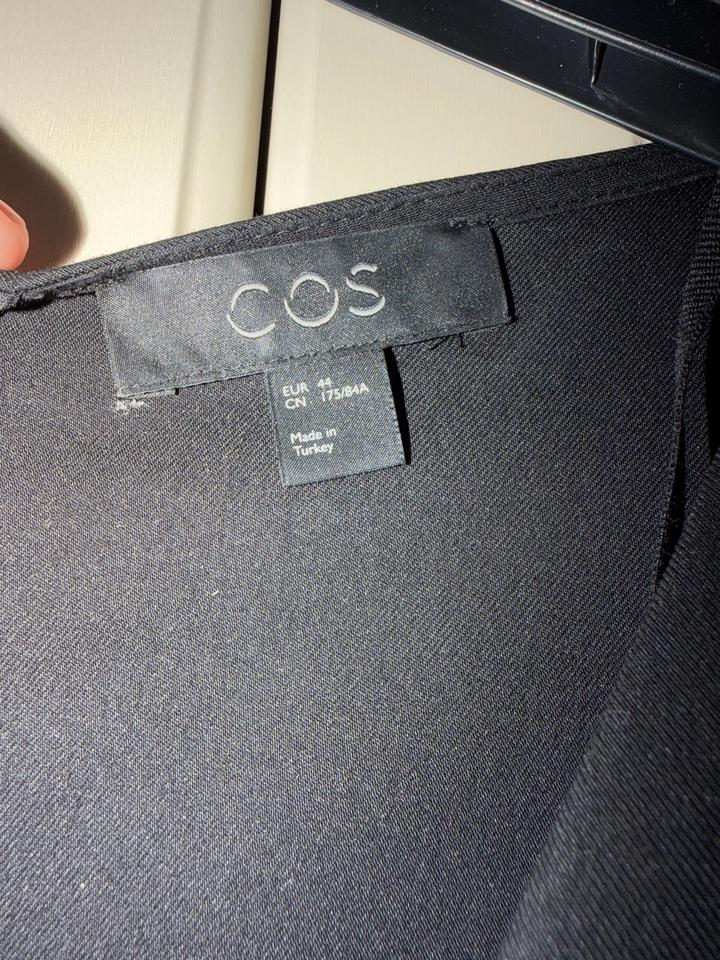 COS
EUR 44
CN 175/84A
Made in
Turkey